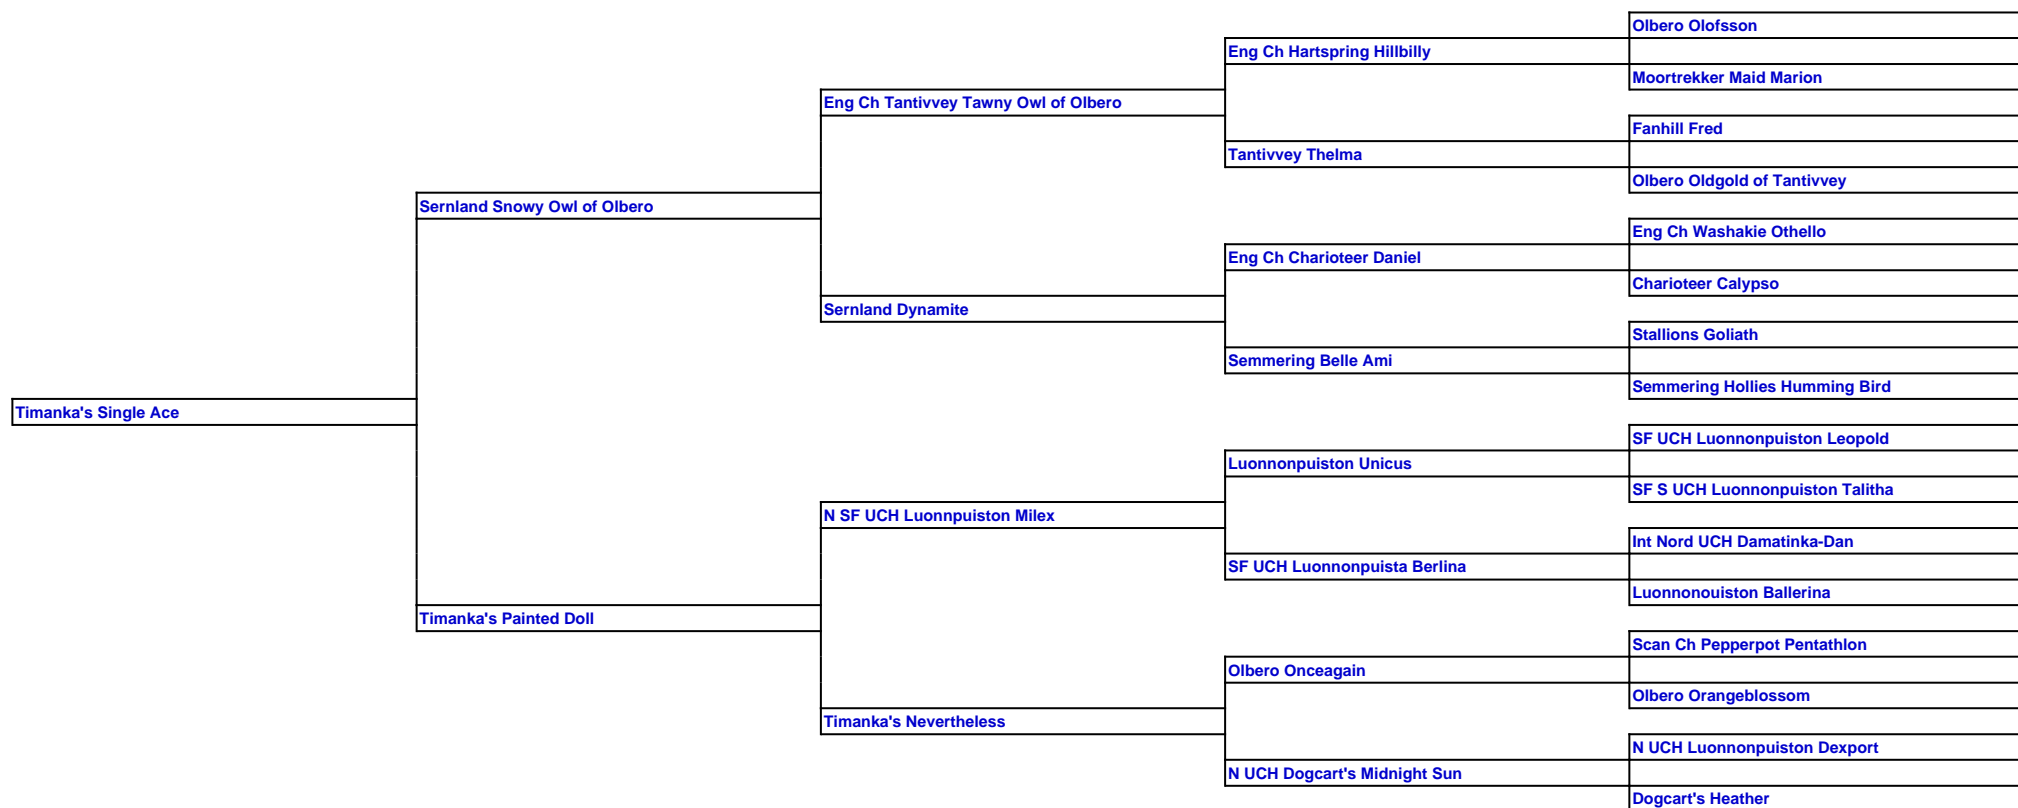 Olbero Olofsson
Eng Ch Hartspring Hillbilly
Moortrekker Maid Marion
Eng Ch Tantivvey Tawny Owl of Olbero
Fanhill Fred
Tantivvey Thelma
Olbero Oldgold of Tantivvey
Sernland Snowy Owl of Olbero
Eng Ch Washakie Othello
Eng Ch Charioteer Daniel
Charioteer Calypso
Sernland Dynamite
Stallions Goliath
Semmering Belle Ami
Semmering Hollies Humming Bird
Timanka's Single Ace
SF UCH Luonnonpuiston Leopold
Luonnonpuiston Unicus
SF S UCH Luonnonpuiston Talitha
N SF UCH Luonnpuiston Milex
Int Nord UCH Damatinka-Dan
SF UCH Luonnonpuista Berlina
Luonnonouiston Ballerina
Timanka's Painted Doll
Scan Ch Pepperpot Pentathlon
Olbero Onceagain
Olbero Orangeblossom
Timanka's Nevertheless
N UCH Luonnonpuiston Dexport
N UCH Dogcart's Midnight Sun
Dogcart's Heather